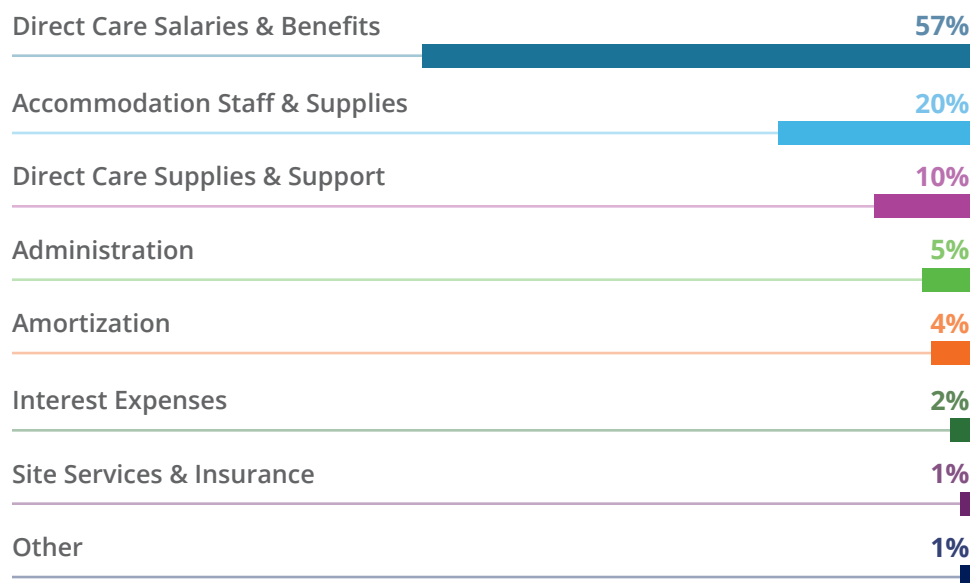 Direct Care Salaries & Benefits 57%
Accommodation Staff & Supplies 20%
Direct Care Supplies & Support 10%
Administration 5%
Amortization 4%
Interest Expenses 2%
Site Services & Insurance 1%
Other 1%